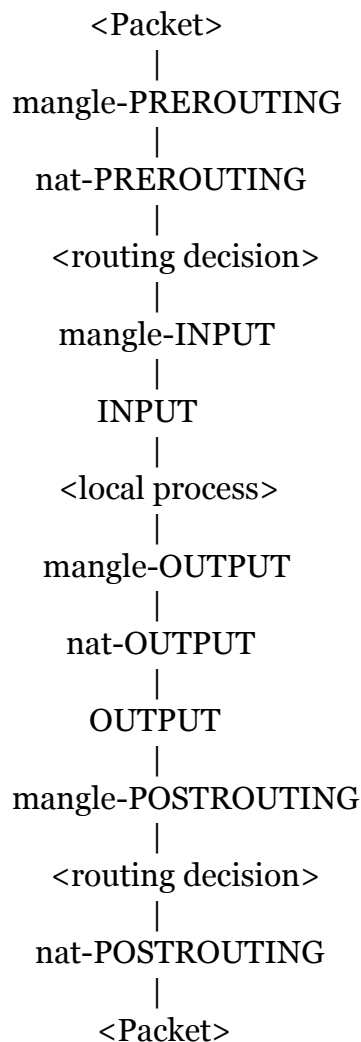 <Packet>
|
mangle-PREROUTING
|
nat-PREROUTING
|
<routing decision>
|
mangle-INPUT
|
INPUT
|
<local process>
|
mangle-OUTPUT
|
nat-OUTPUT
|
OUTPUT
|
mangle-POSTROUTING
|
<routing decision>
|
nat-POSTROUTING
|
<Packet>